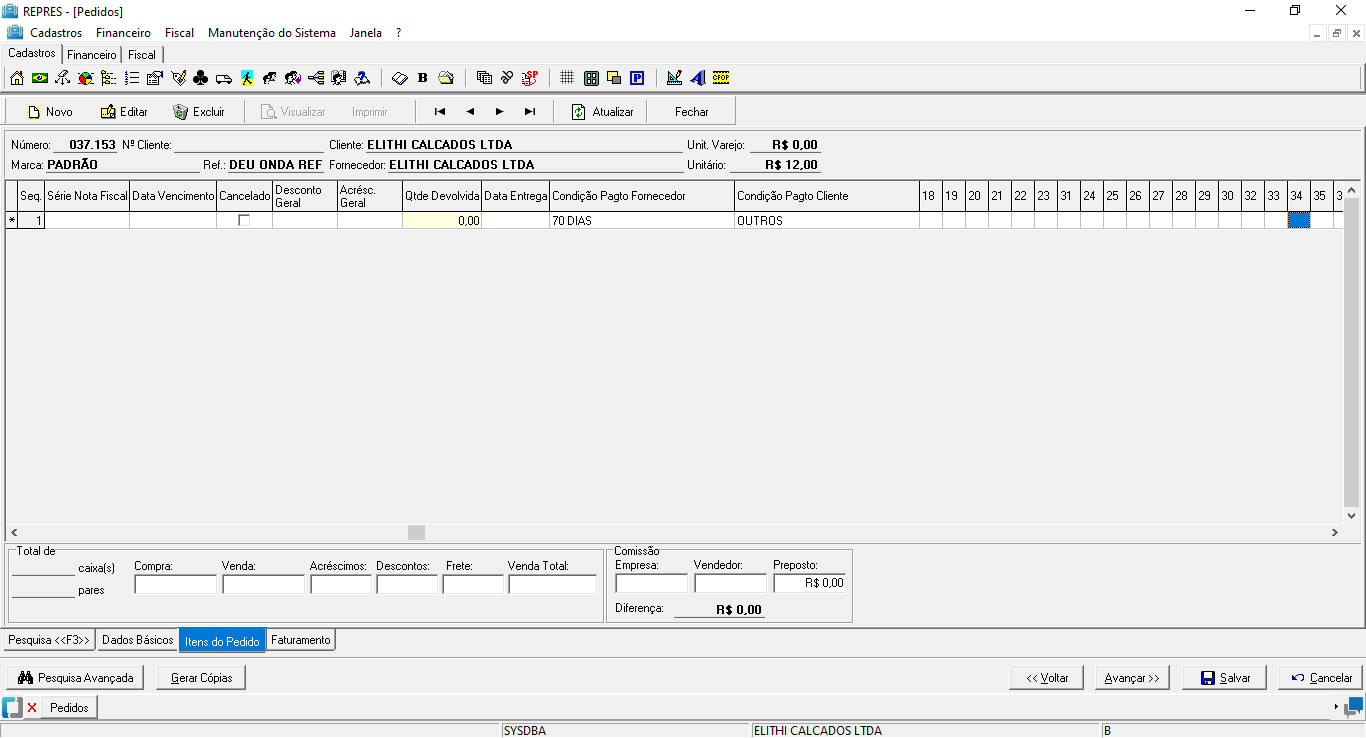 REPRES - [Pedidos]
Cadastros Financeiro Fiscal Manutenção do Sistema Janela ?
Cadastros Financeiro Fiscal
B SP P CFOP
Novo Editar Excluir Visualizar Imprimir Atualizar Fechar
Número: 037.153 Nº Cliente: Cliente: ELITHI CALCADOS LTDA Unit. Varejo: R$ 0,00
Marca: PADRÃO Ref.: DEU ONDA REF Fornecedor: ELITHI CALCADOS LTDA Unitário: R$ 12,00
Seq. Série Nota Fiscal Data Vencimento Cancelado Desconto Geral Acrésc. Geral Qtde Devolvida Data Entrega Condição Pagto Fornecedor Condição Pagto Cliente 18 19 20 21 22 23 31 24 25 26 27 28 29 30 32 33 34 35 3
* 1 0,00 70 DIAS OUTROS
Total de
caixa(s) Compra: Venda: Acréscimos: Descontos: Frete: Venda Total:
pares
Comissão
Empresa: Vendedor: Preposto:
R$ 0,00
Diferença: R$ 0,00
Pesquisa <<F3>> Dados Básicos Itens do Pedido Faturamento
Pesquisa Avançada Gerar Cópias << Voltar Avançar >> Salvar Cancelar
Pedidos
SYSDBA ELITHI CALCADOS LTDA B